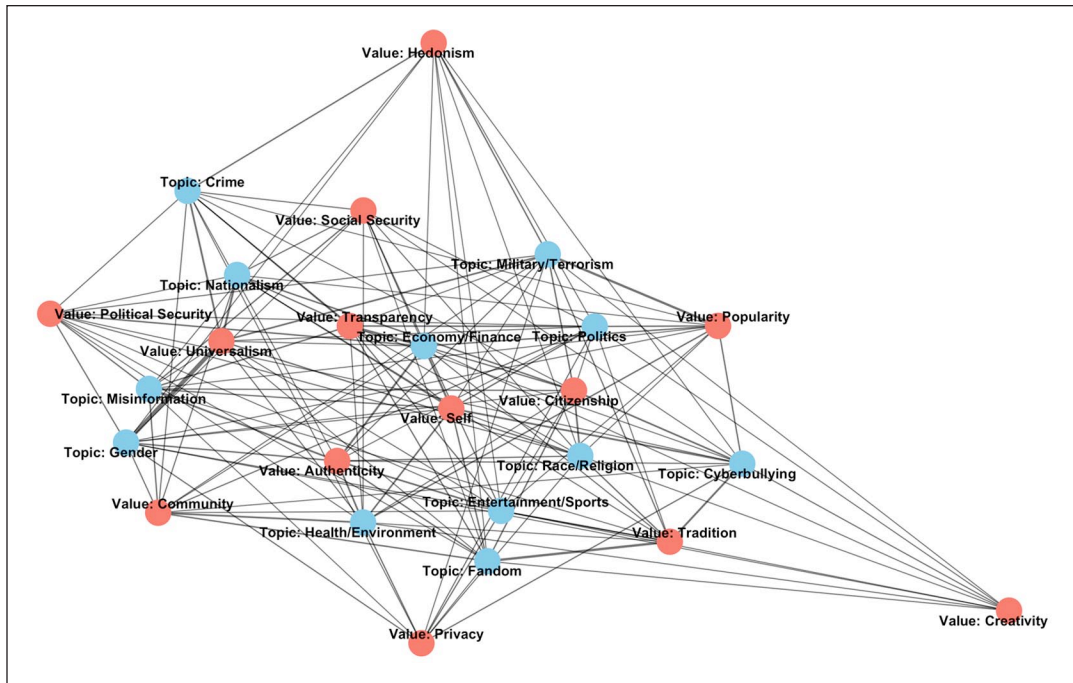 Value: Hedonism
Topic: Crime
Value: Social Security
Topic: Military/Terrorism
Topic: Nationalism
Value: Political Security
Value: Transparency
Value: Popularity
Topic: Economy/Finance
Topic: Politics
Value: Universalism
Topic: Misinformation
Value: Citizenship
Value: Self
Topic: Gender
Value: Authenticity
Topic: Race/Religion
Topic: Cyberbullying
Value: Community
Topic: Entertainment/Sports
Topic: Health/Environment
Value: Tradition
Topic: Fandom
Value: Creativity
Value: Privacy